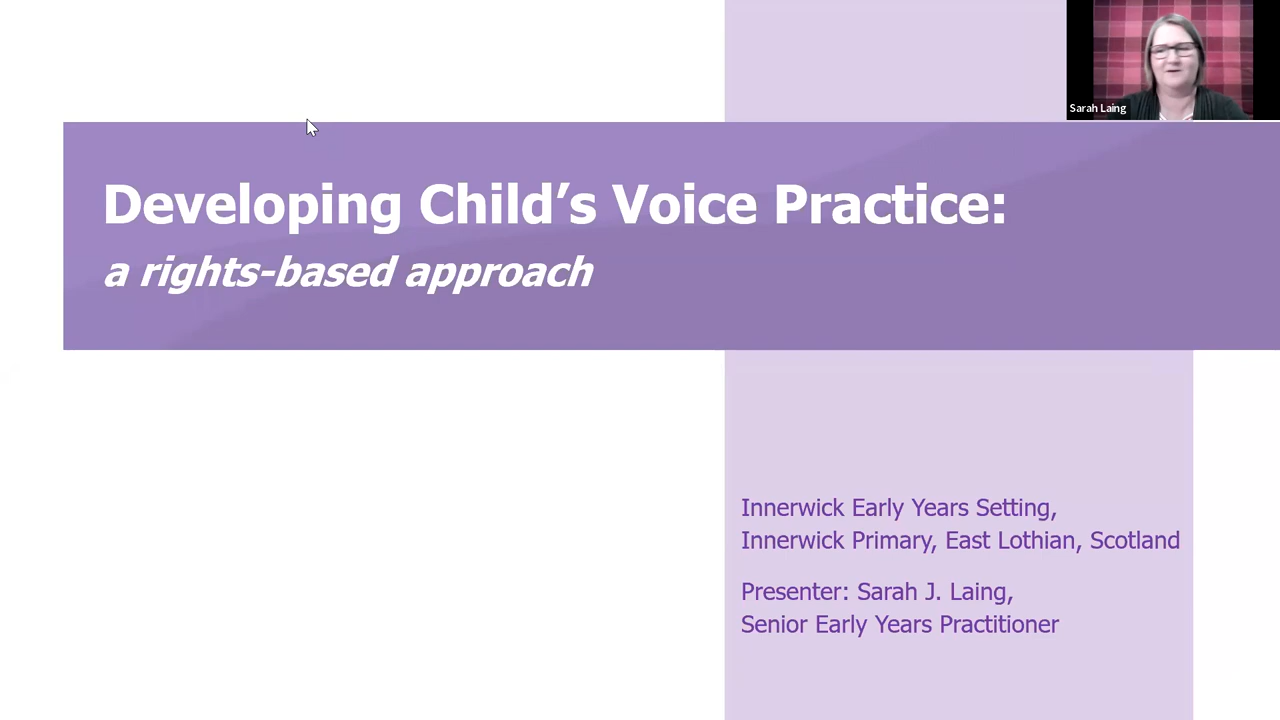 Sarah Laing
Developing Child’s Voice Practice:
a rights-based approach
Innerwick Early Years Setting,
Innerwick Primary, East Lothian, Scotland
Presenter: Sarah J. Laing,
Senior Early Years Practitioner